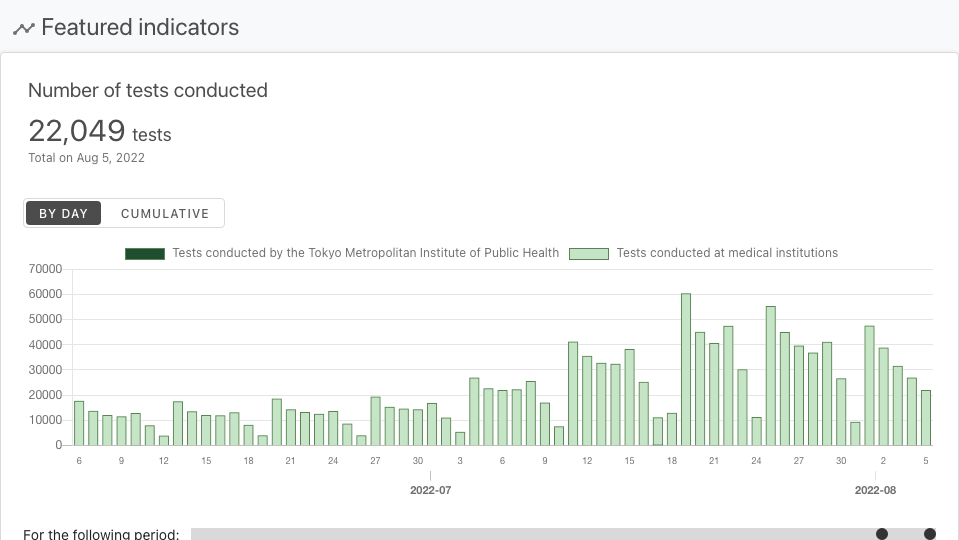 Featured indicators
Number of tests conducted
22,049 tests
Total on Aug 5, 2022
BY DAY CUMULATIVE
Tests conducted by the Tokyo Metropolitan Institute of Public Health Tests conducted at medical institutions
70000
60000
50000
40000
30000
20000
10000
0
6 9 12 15 18 21 24 27 30 3 6 9 12 15 18 21 24 27 30 2 5
2022-07 2022-08
For the following period: